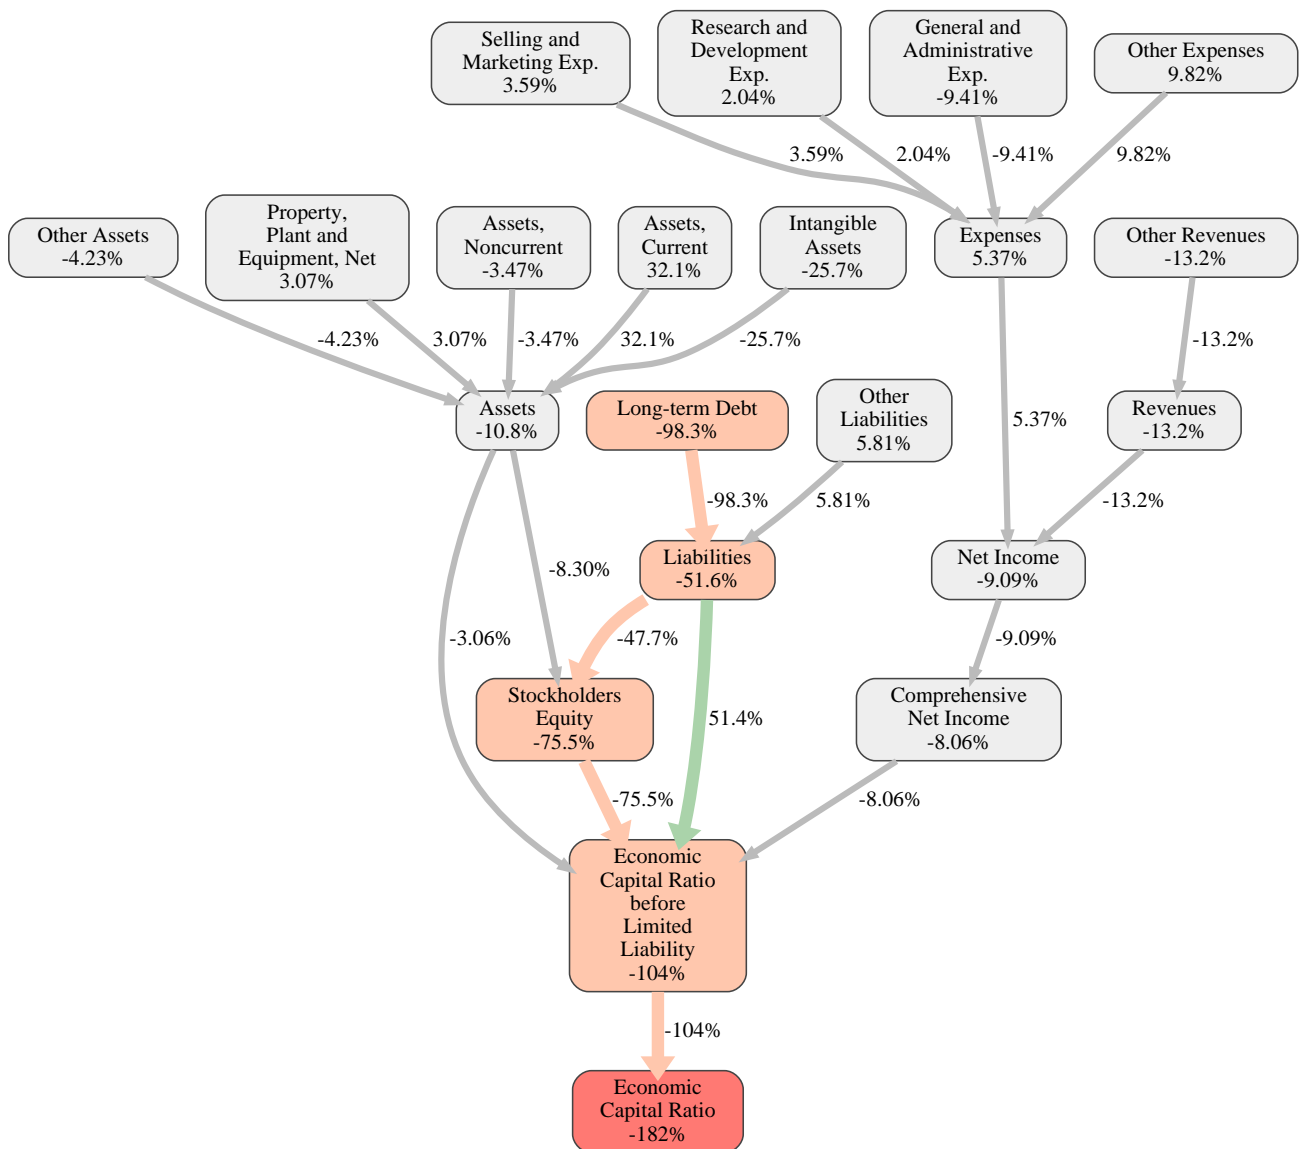 Selling and
Marketing Exp.
3.59%
Research and
Development
Exp.
2.04%
General and
Administrative
Exp.
-9.41%
Other Expenses
9.82%
3.59%
2.04%
-9.41%
9.82%
Other Assets
-4.23%
Property,
Plant and
Equipment, Net
3.07%
Assets,
Noncurrent
-3.47%
Assets,
Current
32.1%
Intangible
Assets
-25.7%
Expenses
5.37%
Other Revenues
-13.2%
-4.23%
3.07%
-3.47%
32.1%
-25.7%
-13.2%
Assets
-10.8%
Long-term Debt
-98.3%
Other
Liabilities
5.81%
5.37%
Revenues
-13.2%
-98.3%
5.81%
-13.2%
Liabilities
-51.6%
Net Income
-9.09%
-8.30%
-3.06%
-47.7%
-9.09%
Stockholders
Equity
-75.5%
51.4%
Comprehensive
Net Income
-8.06%
-75.5%
-8.06%
Economic
Capital Ratio
before
Limited
Liability
-104%
-104%
Economic
Capital Ratio
-182%